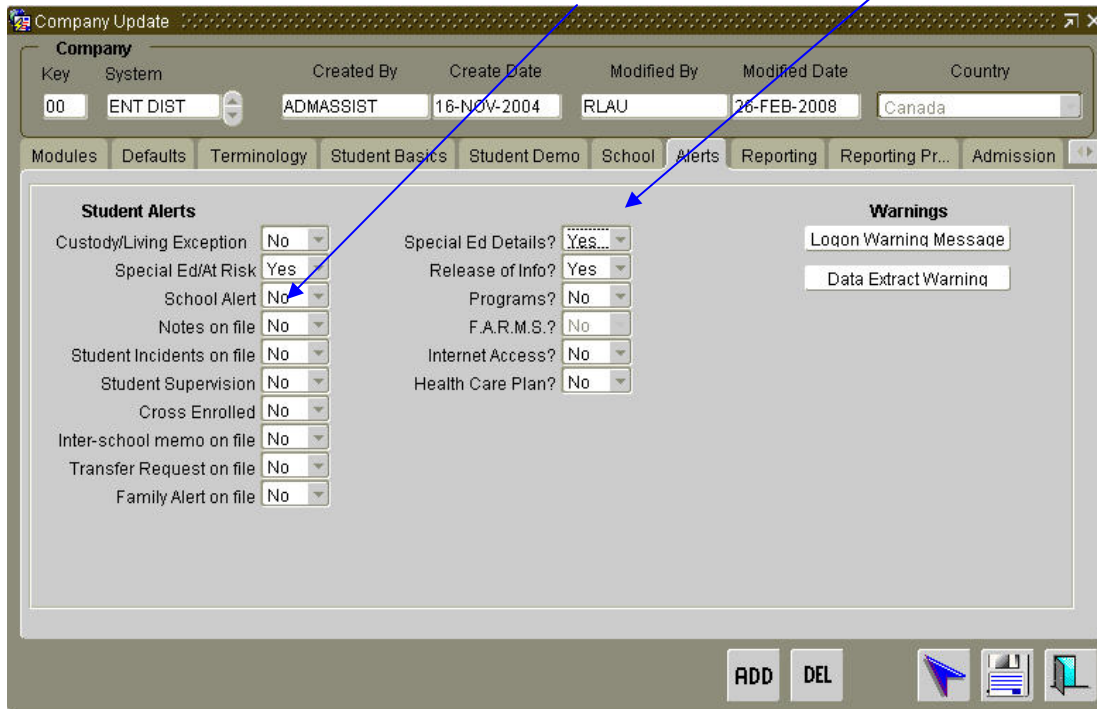 Company Update
Company
Key System Created By Create Date Modified By Modified Date Country
00 ENT DIST ADMASSIST 16-NOV-2004 RLAU 26-FEB-2008 Canada
Modules Defaults Terminology Student Basics Student Demo School Alerts Reporting Reporting Pr... Admission
Student Alerts Warnings
Custody/Living Exception No Special Ed Details? Yes Logon Warning Message
Special Ed/At Risk Yes Release of Info? Yes Data Extract Warning
School Alert No Programs? No
Notes on file No F.A.R.M.S.? No
Student Incidents on file No Internet Access? No
Student Supervision No Health Care Plan? No
Cross Enrolled No
Inter-school memo on file No
Transfer Request on file No
Family Alert on file No
ADD DEL